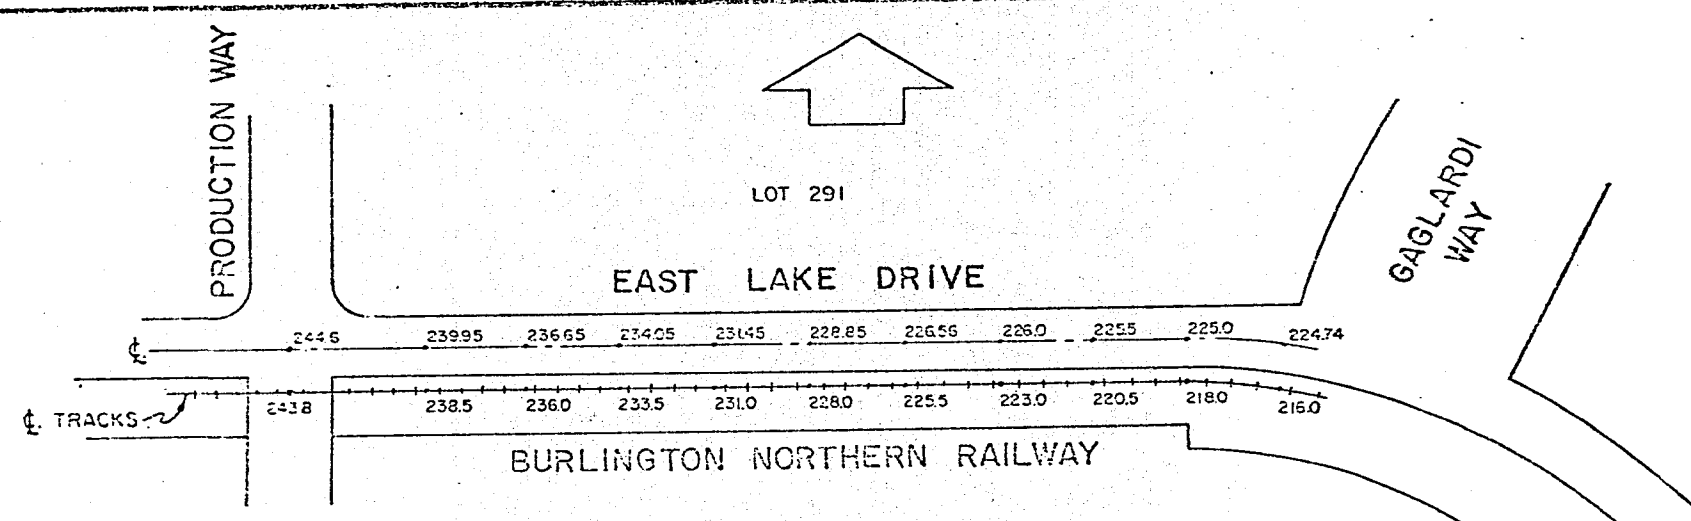 PRODUCTION WAY
LOT 291
GAGLARDI
WAY
EAST LAKE DRIVE
℄ 244.5 239.95 236.65 234.05 231.45 228.85 226.56 226.0 225.5 225.0 224.74
243.8 238.5 236.0 233.5 231.0 228.0 225.5 223.0 220.5 218.0 216.0
℄ TRACKS
BURLINGTON NORTHERN RAILWAY